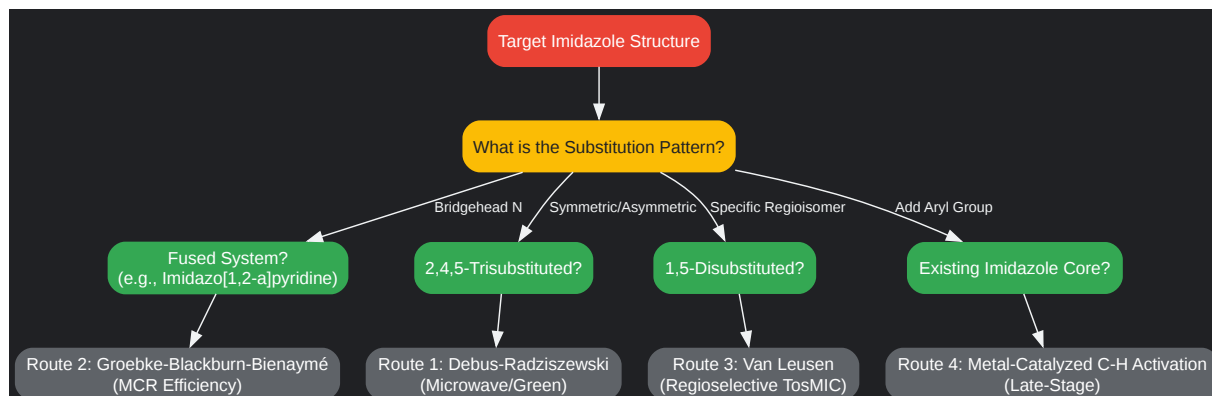 Target Imidazole Structure
What is the Substitution Pattern?
Bridgehead N
Symmetric/Asymmetric
Specific Regioisomer
Add Aryl Group
Fused System?
(e.g., Imidazo[1,2-a]pyridine)
2,4,5-Trisubstituted?
1,5-Disubstituted?
Existing Imidazole Core?
Route 2: Groebke-Blackburn-Bienaymé
(MCR Efficiency)
Route 1: Debus-Radziszewski
(Microwave/Green)
Route 3: Van Leusen
(Regioselective TosMIC)
Route 4: Metal-Catalyzed C-H Activation
(Late-Stage)